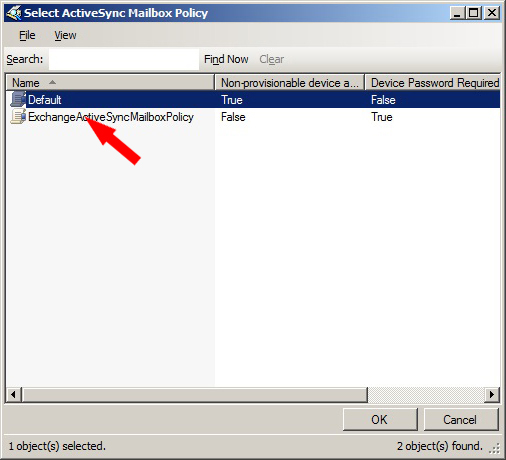 Select ActiveSync Mailbox Policy
File View
Search: Find Now Clear
Name Non-provisionable device a... Device Password Required
Default True False
ExchangeActiveSyncMailboxPolicy False True
OK Cancel
1 object(s) selected. 2 object(s) found.